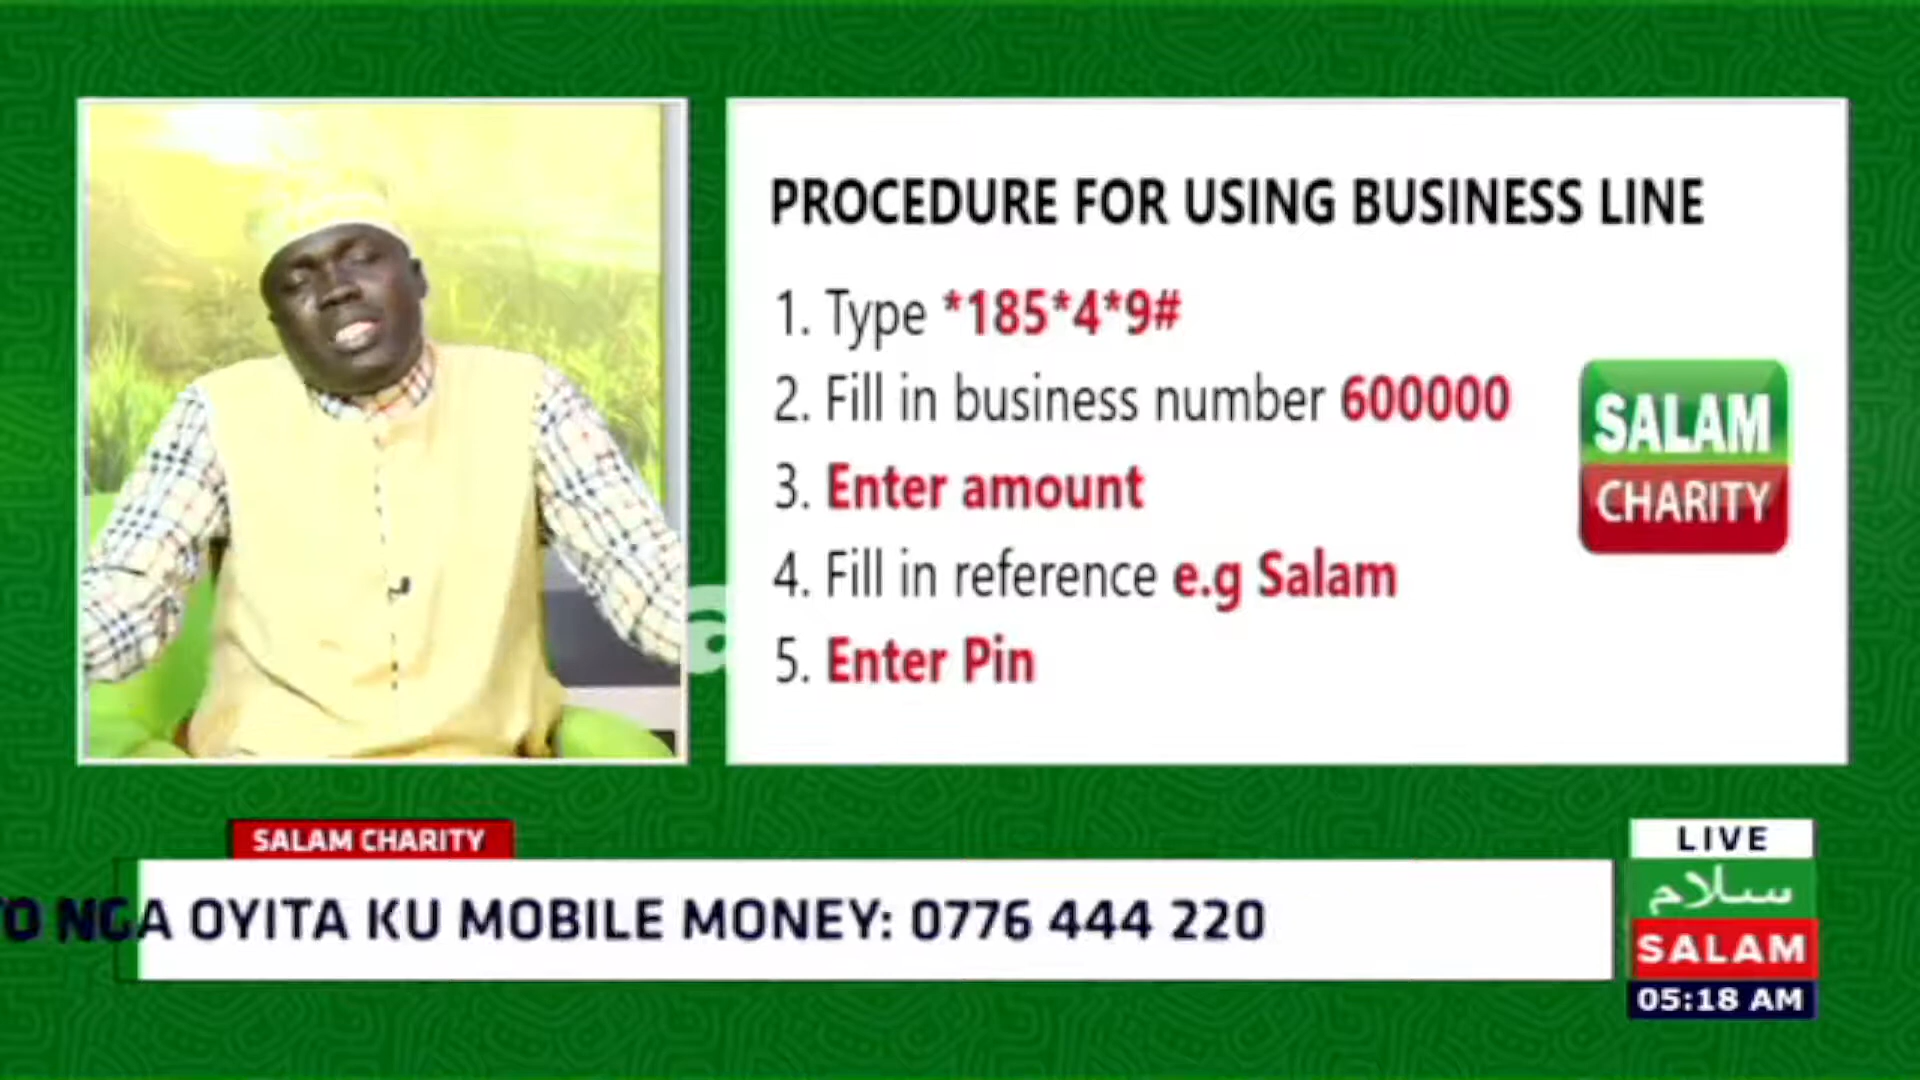 PROCEDURE FOR USING BUSINESS LINE
1. Type *185*4*9#
2. Fill in business number 600000
3. Enter amount
4. Fill in reference e.g Salam
5. Enter Pin
SALAM
CHARITY
SALAM CHARITY
NGA OYITA KU MOBILE MONEY: 0776 444 220
LIVE
سلام
SALAM
05:18 AM